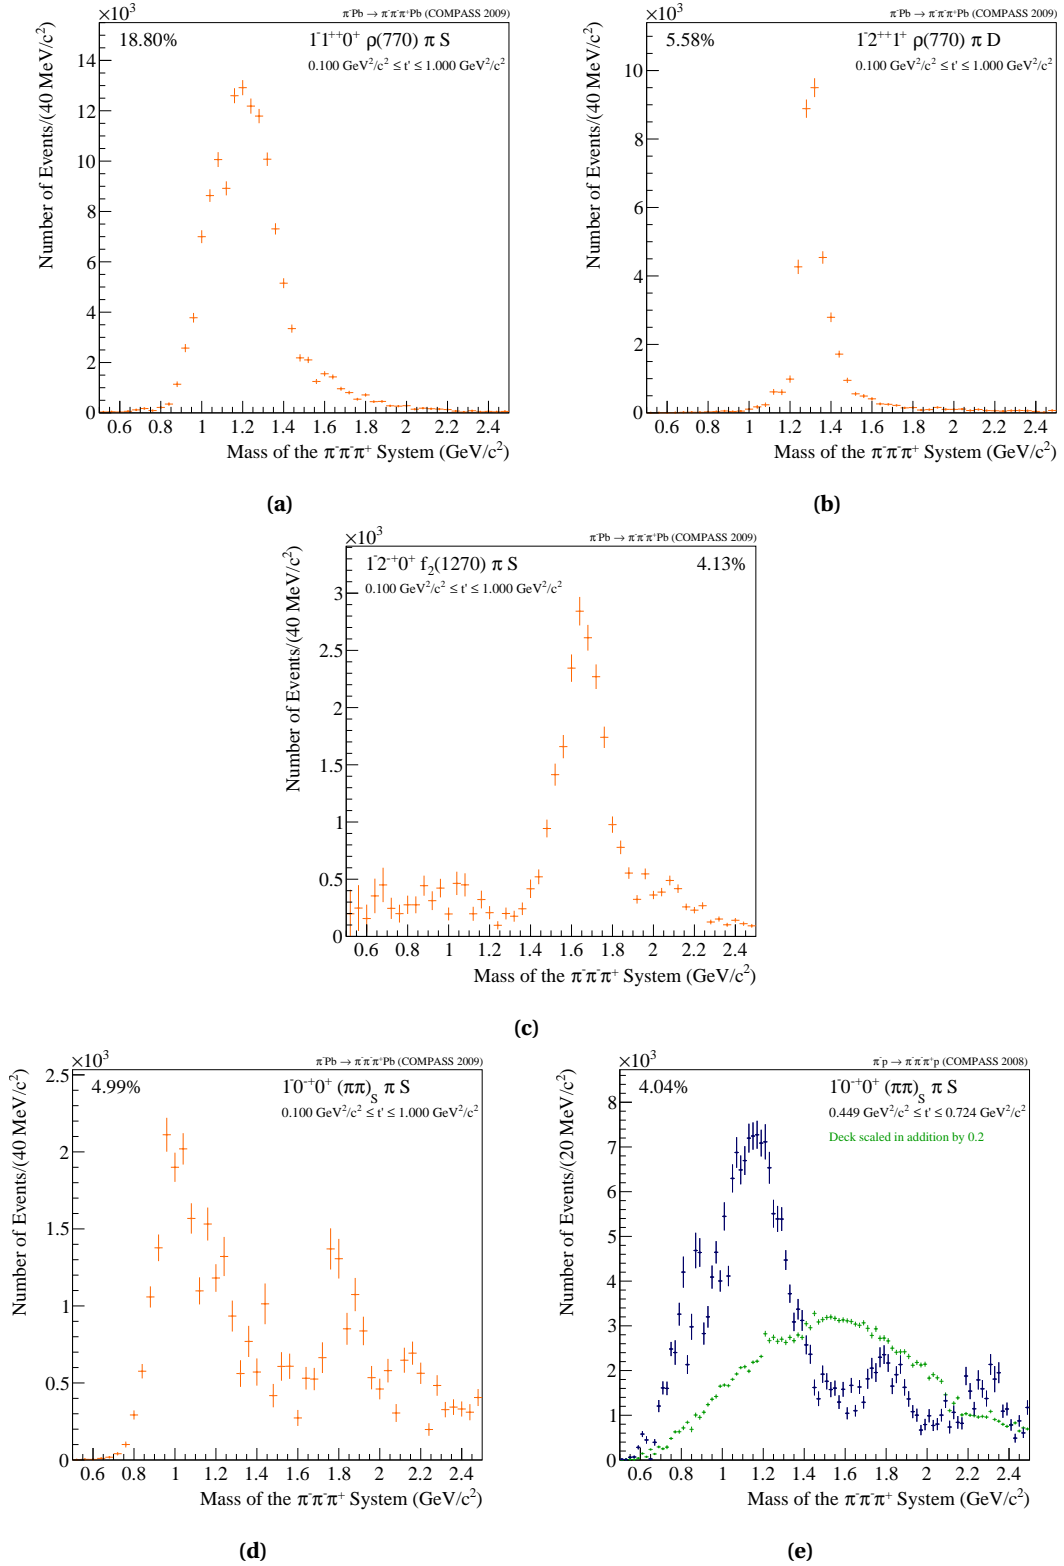 ×10³ π⁻Pb → π⁻π⁻π⁺Pb (COMPASS 2009)
18.80% 1⁻1⁺⁺0⁺ ρ(770) π S
0.100 GeV²/c² ≤ t' ≤ 1.000 GeV²/c²
Number of Events/(40 MeV/c²)
14
12
10
8
6
4
2
0
0.6 0.8 1 1.2 1.4 1.6 1.8 2 2.2 2.4
Mass of the π⁻π⁻π⁺ System (GeV/c²)
(a)
×10³ π⁻Pb → π⁻π⁻π⁺Pb (COMPASS 2009)
5.58% 1⁻2⁺⁺1⁺ ρ(770) π D
0.100 GeV²/c² ≤ t' ≤ 1.000 GeV²/c²
Number of Events/(40 MeV/c²)
10
8
6
4
2
0
0.6 0.8 1 1.2 1.4 1.6 1.8 2 2.2 2.4
Mass of the π⁻π⁻π⁺ System (GeV/c²)
(b)
×10³ π⁻Pb → π⁻π⁻π⁺Pb (COMPASS 2009)
1⁻2⁻⁺0⁺ f₂(1270) π S 4.13%
0.100 GeV²/c² ≤ t' ≤ 1.000 GeV²/c²
Number of Events/(40 MeV/c²)
3
2.5
2
1.5
1
0.5
0
0.6 0.8 1 1.2 1.4 1.6 1.8 2 2.2 2.4
Mass of the π⁻π⁻π⁺ System (GeV/c²)
(c)
×10³ π⁻Pb → π⁻π⁻π⁺Pb (COMPASS 2009)
4.99% 1⁻0⁻⁺0⁺ (ππ)_S π S
0.100 GeV²/c² ≤ t' ≤ 1.000 GeV²/c²
Number of Events/(40 MeV/c²)
2.5
2
1.5
1
0.5
0
0.6 0.8 1 1.2 1.4 1.6 1.8 2 2.2 2.4
Mass of the π⁻π⁻π⁺ System (GeV/c²)
(d)
×10³ π⁻p → π⁻π⁻π⁺p (COMPASS 2008)
4.04% 1⁻0⁻⁺0⁺ (ππ)_S π S
0.449 GeV²/c² ≤ t' ≤ 0.724 GeV²/c²
Deck scaled in addition by 0.2
Number of Events/(20 MeV/c²)
8
7
6
5
4
3
2
1
0
0.6 0.8 1 1.2 1.4 1.6 1.8 2 2.2 2.4
Mass of the π⁻π⁻π⁺ System (GeV/c²)
(e)